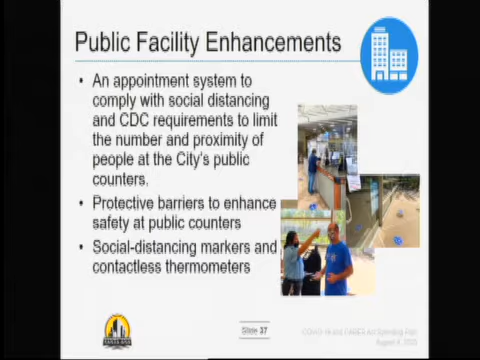 Public Facility Enhancements
• An appointment system to
comply with social distancing
and CDC requirements to limit
the number and proximity of
people at the City's public
counters.
• Protective barriers to enhance
safety at public counters
• Social-distancing markers and
contactless thermometers
SANTA ANA
Slide 37
COVID-19 and CARES Act Spending Plan
August 4, 2020